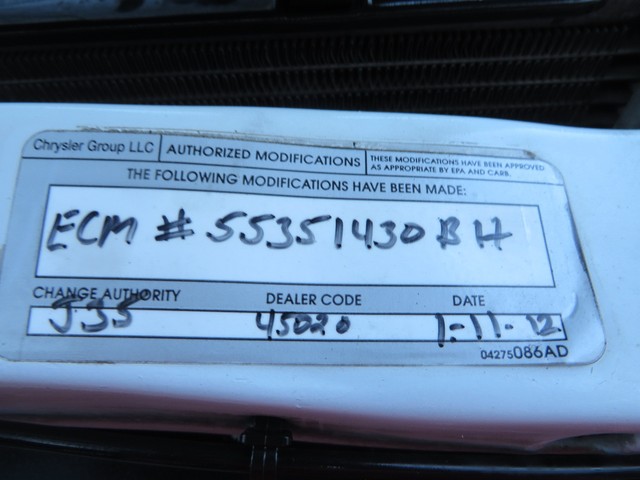 Chrysler Group LLC AUTHORIZED MODIFICATIONS THESE MODIFICATIONS HAVE BEEN APPROVED
AS APPROPRIATE BY EPA AND CARB.
THE FOLLOWING MODIFICATIONS HAVE BEEN MADE:
ECM # 55351430BH
CHANGE AUTHORITY DEALER CODE DATE
J35 45020 1-11-12
04275086AD